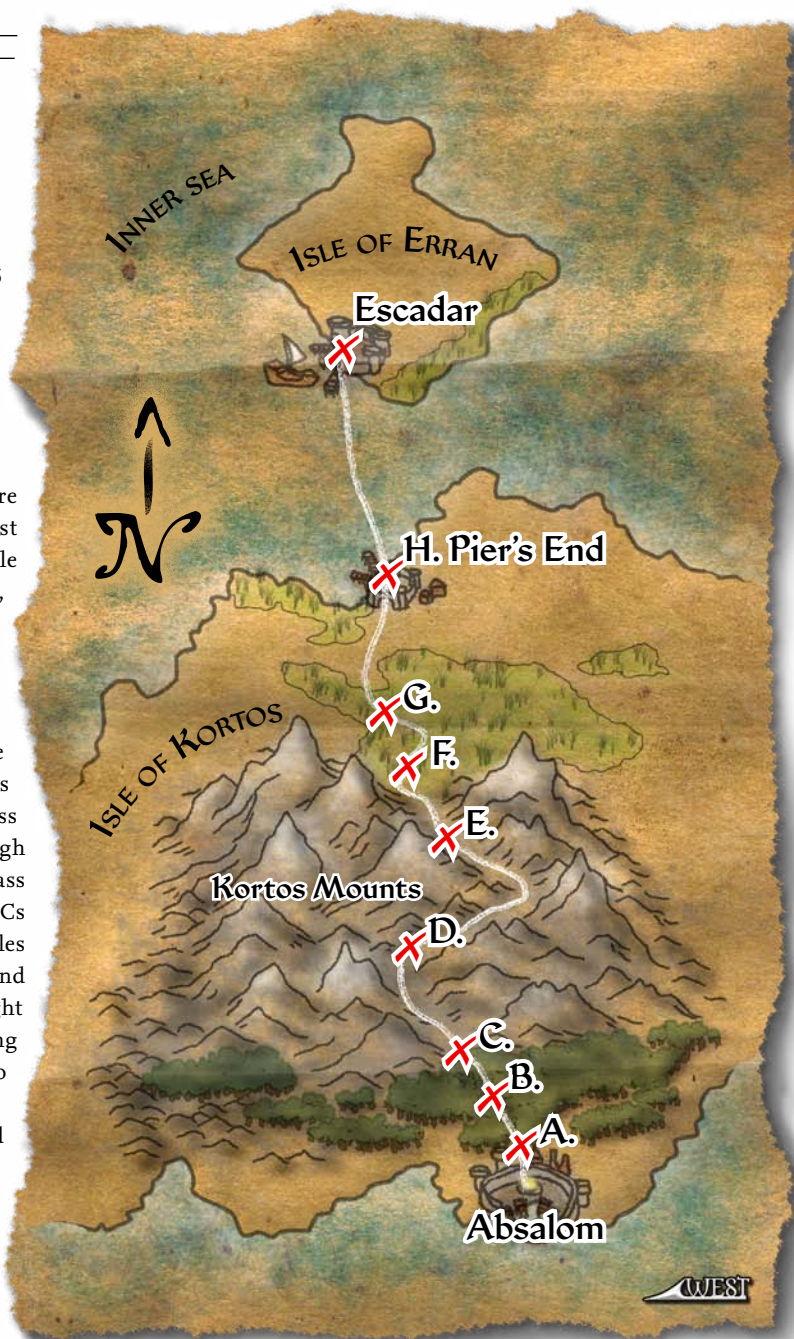 INNER SEA
ISLE OF ERRAN
Escadar
N
H. Pier's End
G.
ISLE OF KORTOS
F.
E.
Kortos Mounts
D.
C.
B.
A.
Absalom
WEST